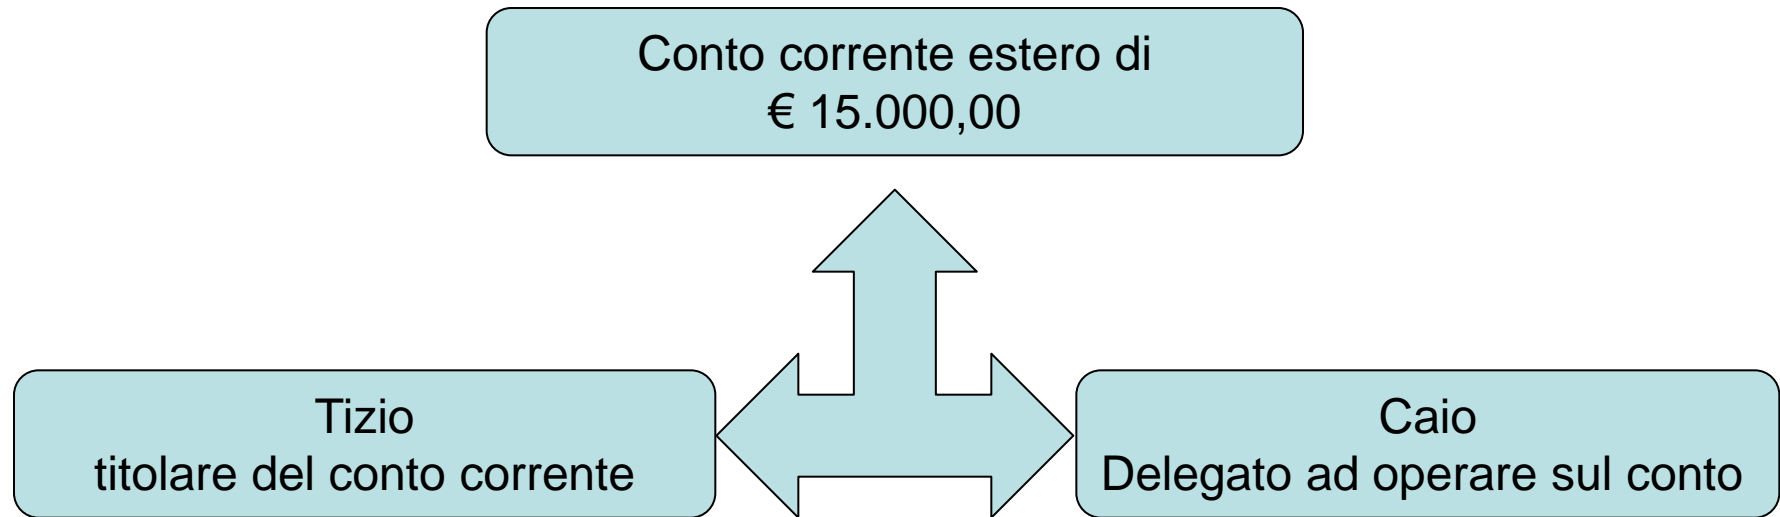 Conto corrente estero di
€ 15.000,00
Tizio
titolare del conto corrente
Caio
Delegato ad operare sul conto